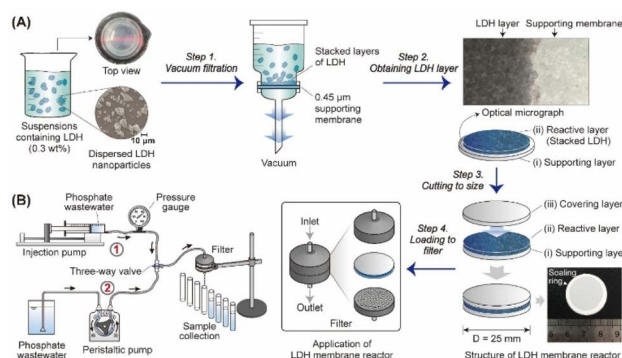 (A)
Top view
Suspensions
containing LDH
(0.3 wt%)
10 μm
Dispersed LDH
nanoparticles
Step 1.
Vacuum filtration
Stacked layers
of LDH
0.45 μm
supporting
membrane
Vacuum
Step 2.
Obtaining LDH layer
LDH layer
Supporting membrane
Optical micrograph
(ii) Reactive layer
(Stacked LDH)
(i) Supporting layer
Step 3.
Cutting to size
(iii) Covering layer
(ii) Reactive layer
(i) Supporting layer
D = 25 mm
Sealing
ring
5 6 7 8 9
Structure of LDH membrane reactor
Step 4.
Loading to
filter
Inlet
Outlet
Filter
Application of
LDH membrane reactor
(B)
Phosphate
wastewater
Pressure
gauge
1
Injection pump
Three-way valve
Filter
2
Sample
collection
Phosphate
wastewater
Peristaltic pump